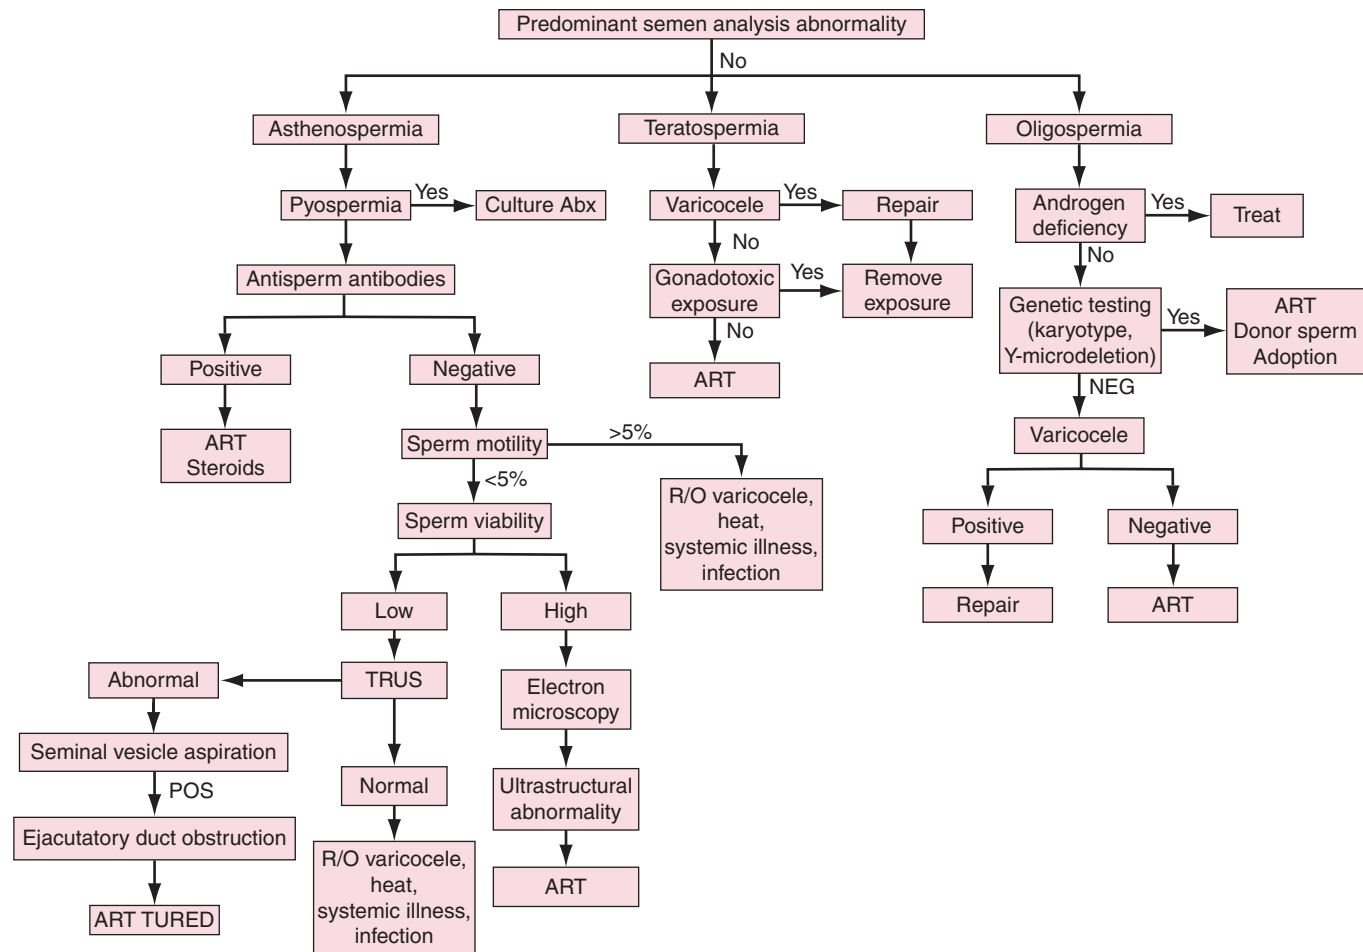 Predominant semen analysis abnormality
No
Asthenospermia
Teratospermia
Oligospermia
Pyospermia
Yes
Culture Abx
Varicocele
Yes
Repair
Androgen
deficiency
Yes
Treat
No
No
Antisperm antibodies
Gonadotoxic
exposure
Yes
Remove
exposure
Genetic testing
(karyotype,
Y-microdeletion)
Yes
ART
Donor sperm
Adoption
No
Positive
Negative
ART
NEG
ART
Steroids
Sperm motility
>5%
Varicocele
<5%
R/O varicocele,
heat,
systemic illness,
infection
Sperm viability
Positive
Negative
Low
High
Repair
ART
Abnormal
TRUS
Electron
microscopy
Seminal vesicle aspiration
POS
Normal
Ultrastructural
abnormality
Ejacutatory duct obstruction
R/O varicocele,
heat,
systemic illness,
infection
ART
ART TURED